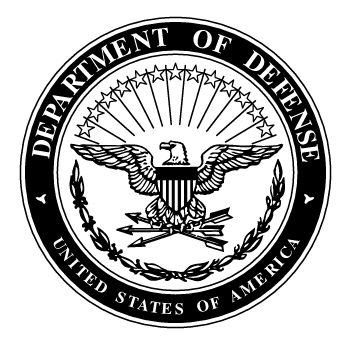 DEPARTMENT OF DEFENSE
UNITED STATES OF AMERICA